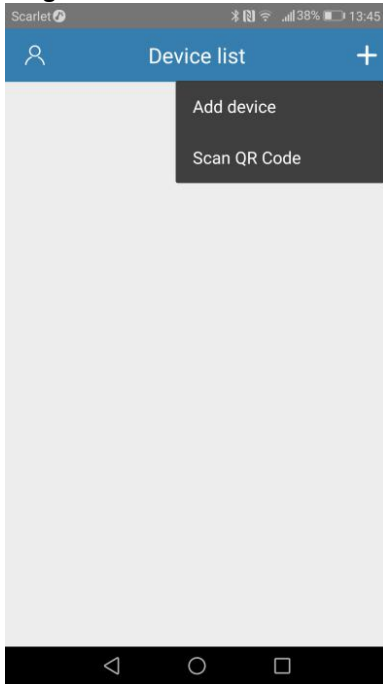 Scarlet 38% 13:45
Device list +
Add device
Scan QR Code